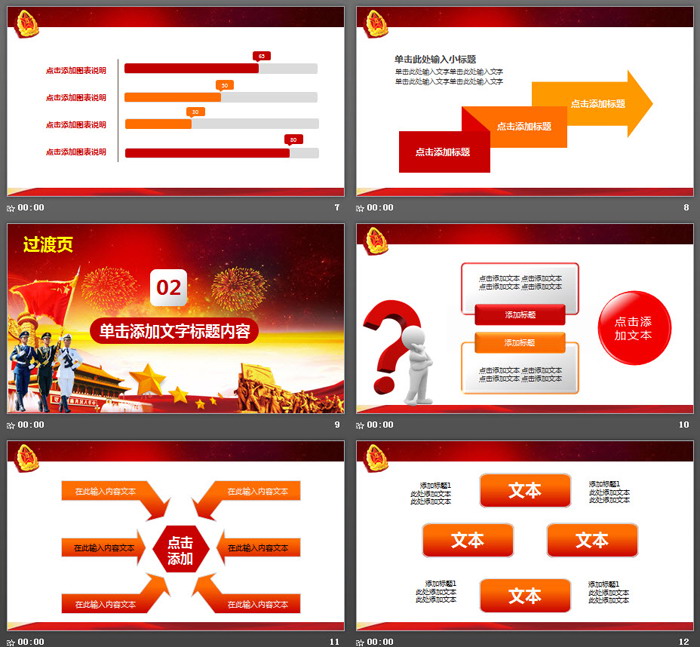 65
点击添加图表说明
50
点击添加图表说明
30
点击添加图表说明
80
点击添加图表说明
00:00
7
单击此处输入小标题
单击此处输入文字单击此处输入文字
单击此处输入文字单击此处输入文字
点击添加标题
点击添加标题
点击添加标题
00:00
8
过渡页
02
单击添加文字标题内容
00:00
9
点击添加文本 点击添加文本
点击添加文本 点击添加文本
添加标题
添加标题
点击添加文本 点击添加文本
点击添加文本 点击添加文本
点击添
加文本
00:00
10
在此输入内容文本
在此输入内容文本
在此输入内容文本
点击
添加
在此输入内容文本
在此输入内容文本
在此输入内容文本
00:00
11
添加标题1
此处添加文本
此处添加文本
文本
添加标题1
此处添加文本
此处添加文本
文本
文本
添加标题1
此处添加文本
此处添加文本
文本
添加标题1
此处添加文本
此处添加文本
00:00
12